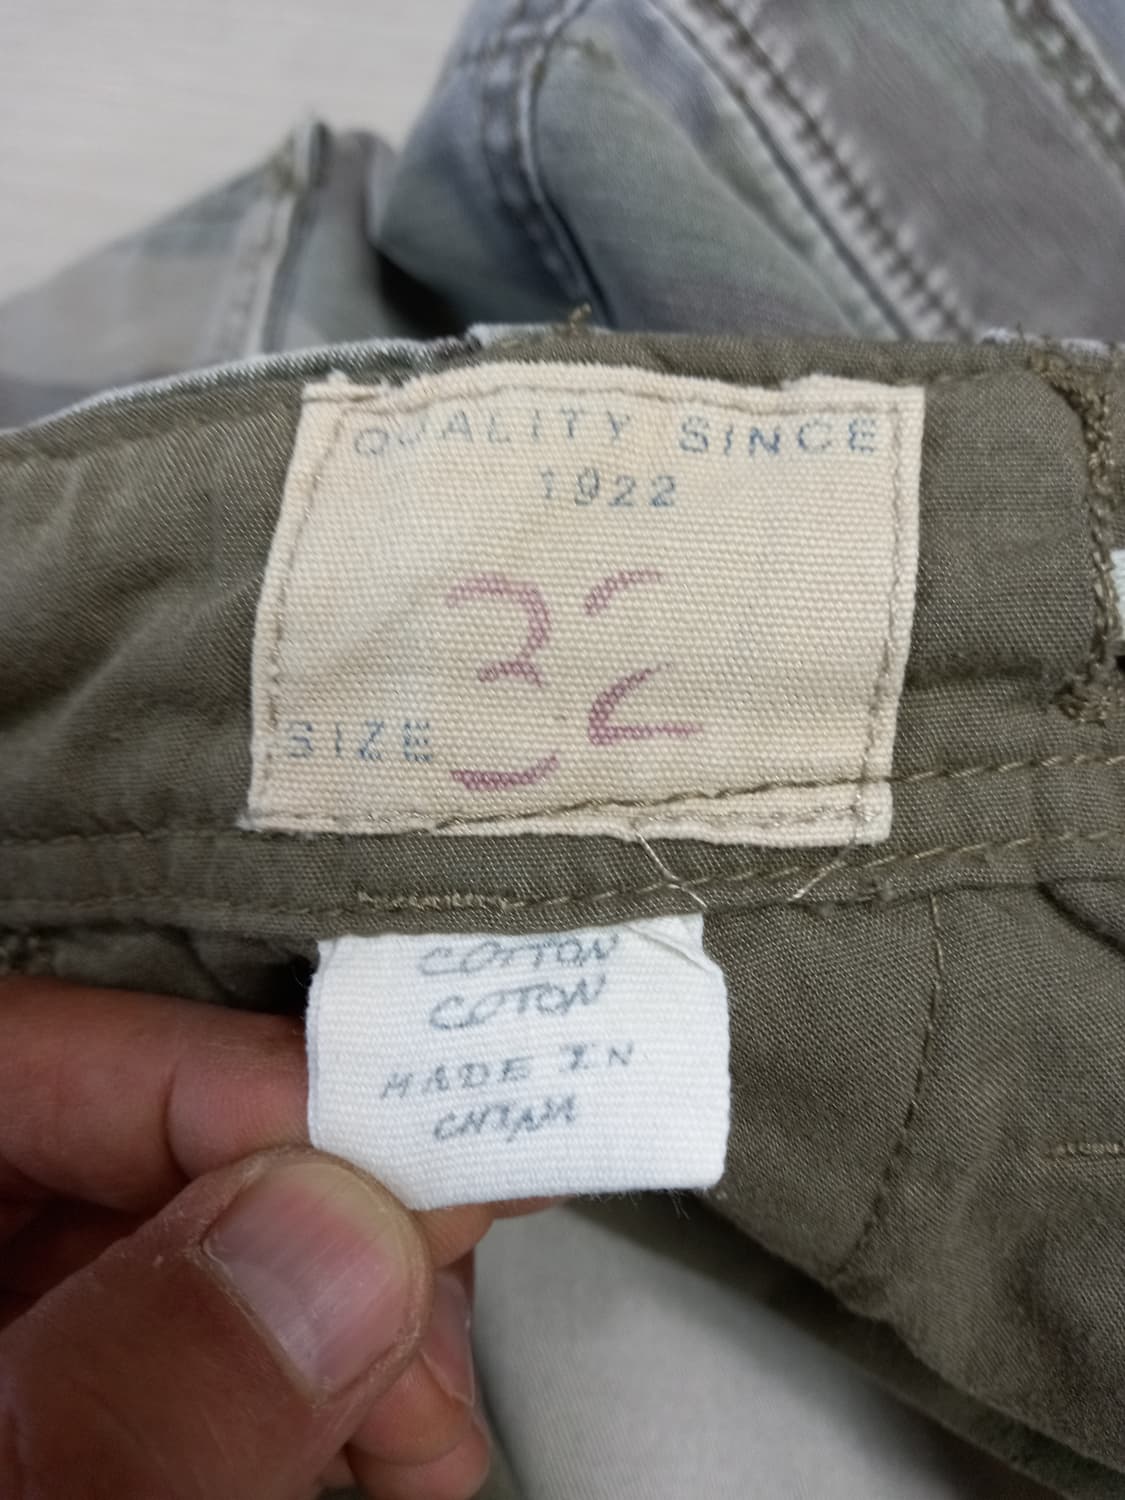 QUALITY SINCE
1922
32
SIZE
COTTON
COTON
MADE IN
CHINA